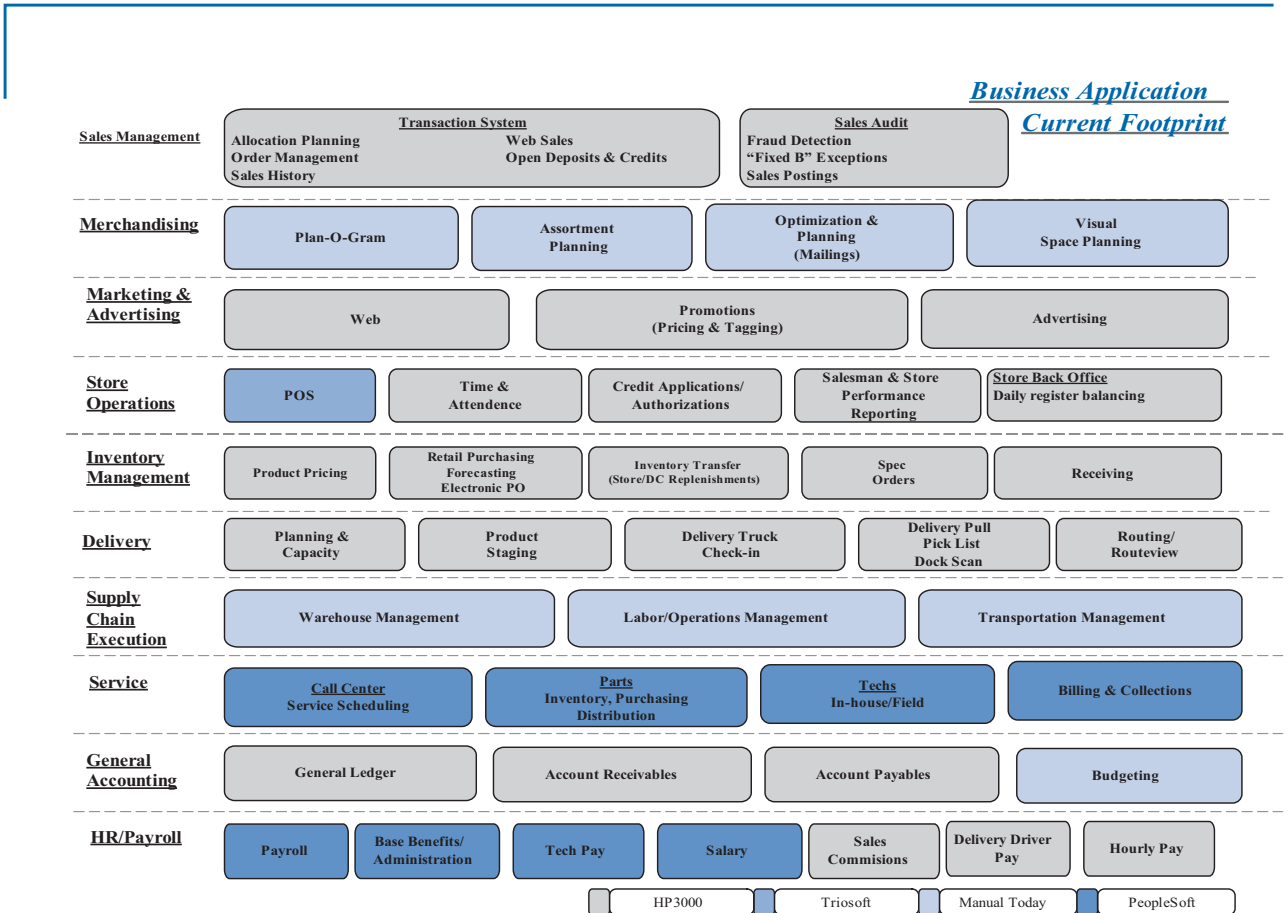 Business Application
Current Footprint
Sales Management
Transaction System
Allocation Planning
Web Sales
Order Management
Open Deposits & Credits
Sales History
Sales Audit
Fraud Detection
“Fixed B” Exceptions
Sales Postings
Merchandising
Plan-O-Gram
Assortment
Planning
Optimization &
Planning
(Mailings)
Visual
Space Planning
Marketing &
Advertising
Web
Promotions
(Pricing & Tagging)
Advertising
Store
Operations
POS
Time &
Attendence
Credit Applications/
Authorizations
Salesman & Store
Performance
Reporting
Store Back Office
Daily register balancing
Inventory
Management
Product Pricing
Retail Purchasing
Forecasting
Electronic PO
Inventory Transfer
(Store/DC Replenishments)
Spec
Orders
Receiving
Delivery
Planning &
Capacity
Product
Staging
Delivery Truck
Check-in
Delivery Pull
Pick List
Dock Scan
Routing/
Routeview
Supply
Chain
Execution
Warehouse Management
Labor/Operations Management
Transportation Management
Service
Call Center
Service Scheduling
Parts
Inventory, Purchasing
Distribution
Techs
In-house/Field
Billing & Collections
General
Accounting
General Ledger
Account Receivables
Account Payables
Budgeting
HR/Payroll
Payroll
Base Benefits/
Administration
Tech Pay
Salary
Sales
Commisions
Delivery Driver
Pay
Hourly Pay
HP3000
Triosoft
Manual Today
PeopleSoft